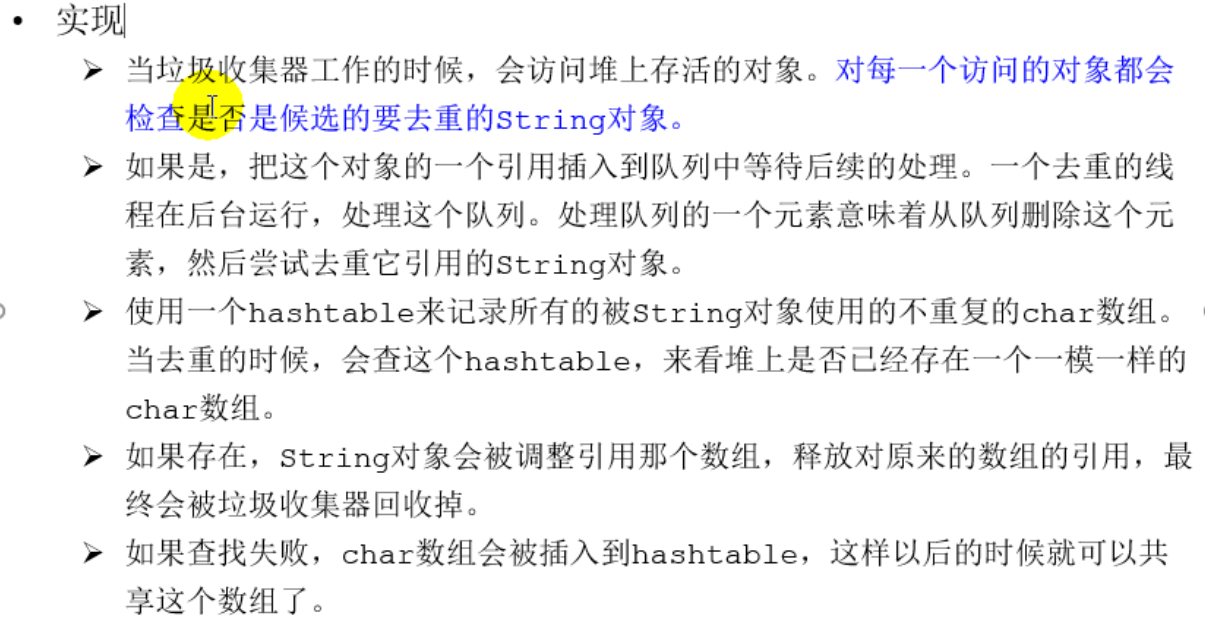 • 实现
➢ 当垃圾收集器工作的时候，会访问堆上存活的对象。对每一个访问的对象都会
检查是否是候选的要去重的String对象。
➢ 如果是，把这个对象的一个引用插入到队列中等待后续的处理。一个去重的线
程在后台运行，处理这个队列。处理队列的一个元素意味着从队列删除这个元
素，然后尝试去重它引用的String对象。
➢ 使用一个hashtable来记录所有的被String对象使用的不重复的char数组。
当去重的时候，会查这个hashtable，来看堆上是否已经存在一个一模一样的
char数组。
➢ 如果存在，String对象会被调整引用那个数组，释放对原来的数组的引用，最
终会被垃圾收集器回收掉。
➢ 如果查找失败，char数组会被插入到hashtable，这样以后的时候就可以共
享这个数组了。